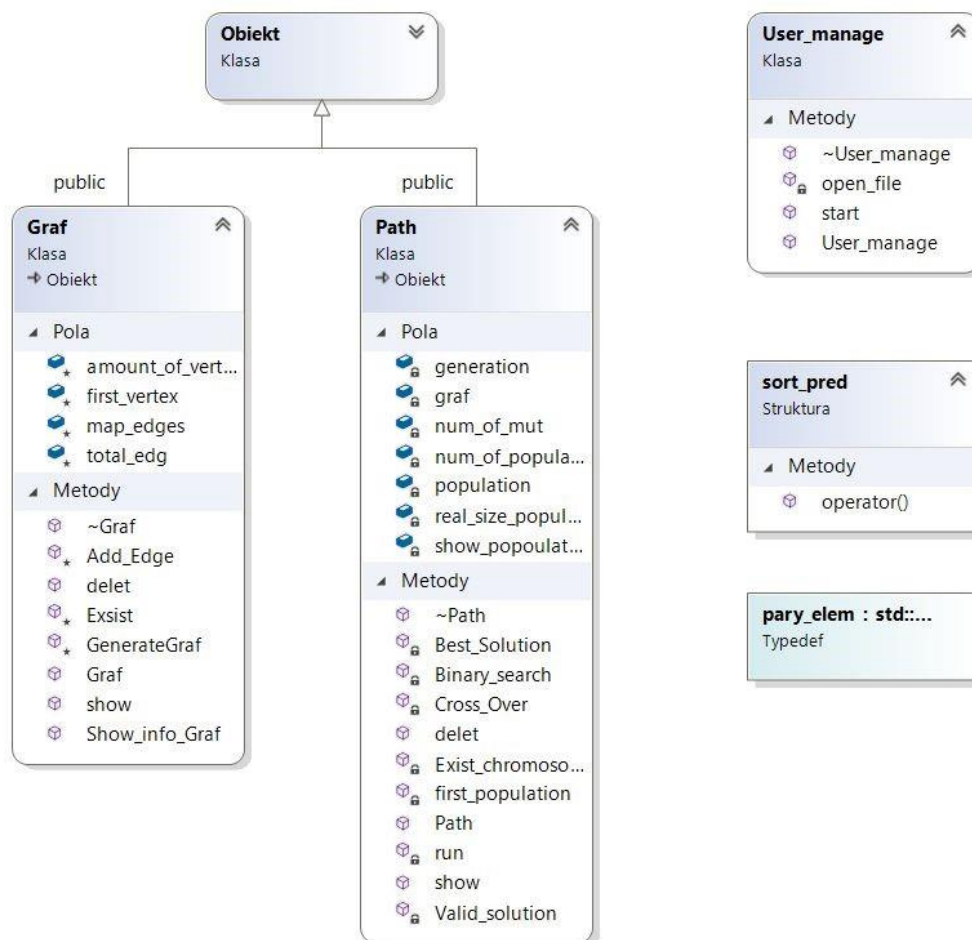 Obiekt
Klasa
public
public
Graf
Klasa
Obiekt
Pola
amount_of_vert...
first_vertex
map_edges
total_edg
Metody
~Graf
Add_Edge
delet
Exsist
GenerateGraf
Graf
show
Show_info_Graf
Path
Klasa
Obiekt
Pola
generation
graf
num_of_mut
num_of_popula...
population
real_size_popul...
show_popoulat...
Metody
~Path
Best_Solution
Binary_search
Cross_Over
delet
Exist_chromoso...
first_population
Path
run
show
Valid_solution
User_manage
Klasa
Metody
~User_manage
open_file
start
User_manage
sort_pred
Struktura
Metody
operator()
pary_elem : std::...
Typedef